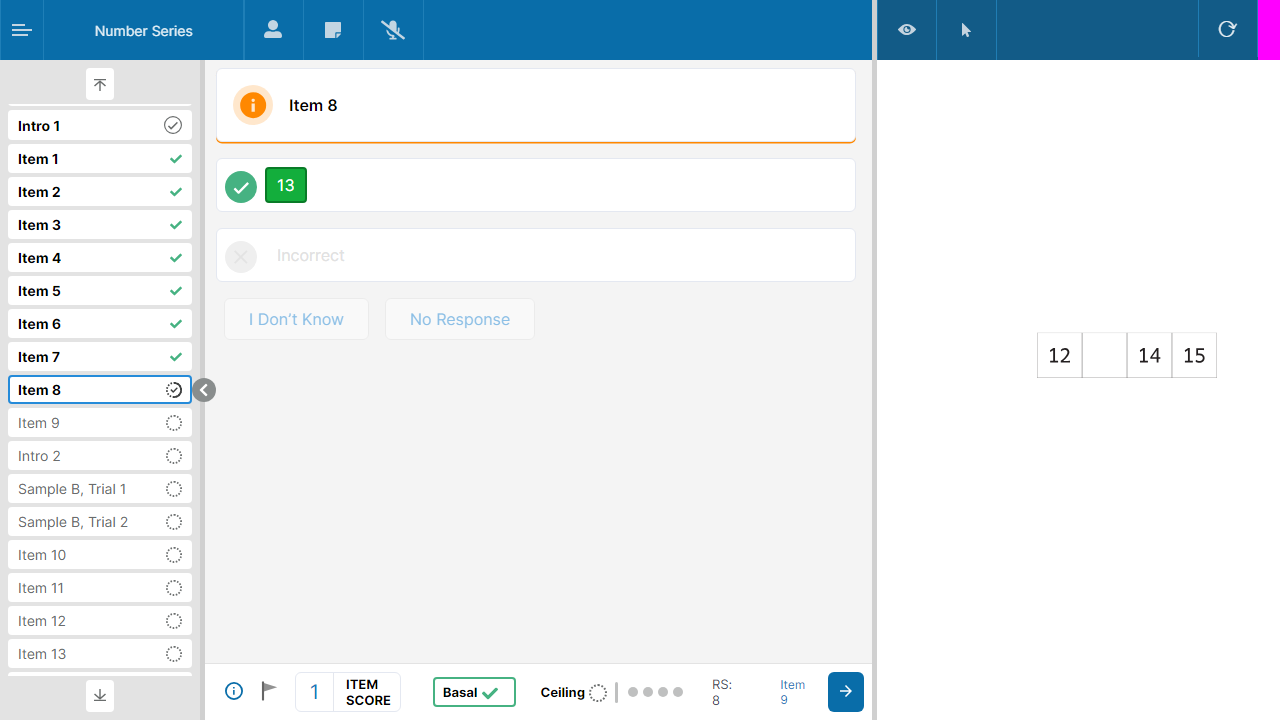 Number Series
Intro 1
Item 1
Item 2
Item 3
Item 4
Item 5
Item 6
Item 7
Item 8
Item 9
Intro 2
Sample B, Trial 1
Sample B, Trial 2
Item 10
Item 11
Item 12
Item 13
Item 8
13
Incorrect
I Don't Know
No Response
1
ITEM
SCORE
Basal
Ceiling
RS:
8
Item
9
12 14 15